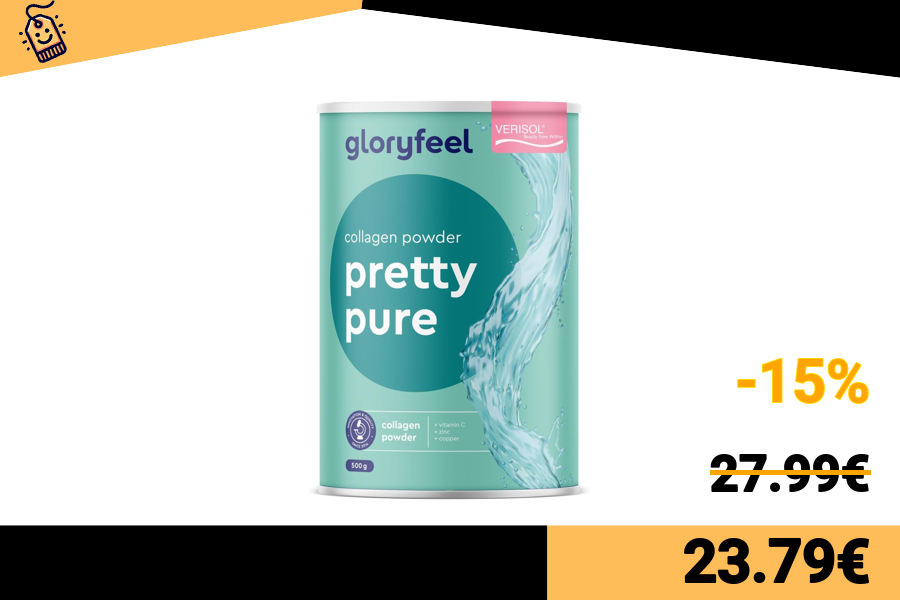 gloryfeel
VERISOL®
collagen powder
pretty
pure
collagen
powder
• vitamin C
• zinc
• copper
500 g
-15%
27.99€
23.79€